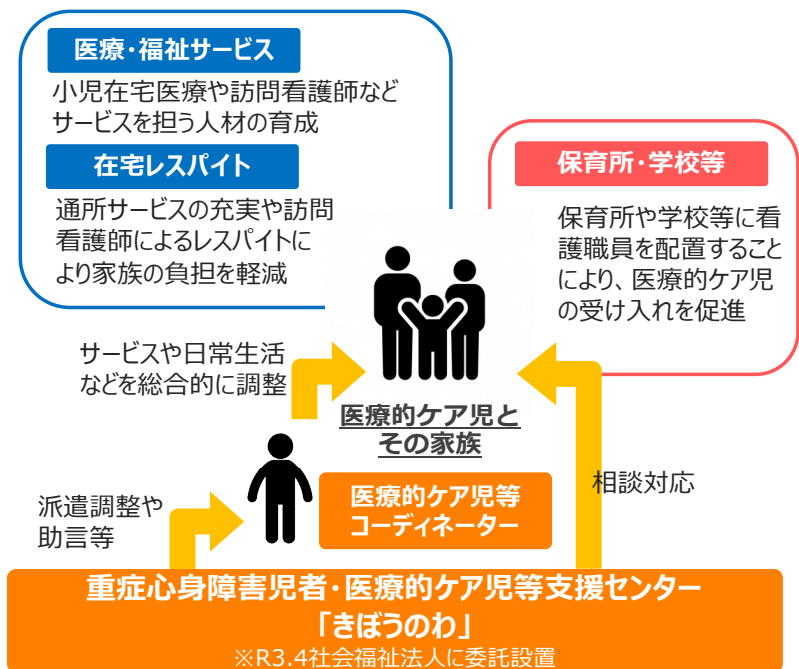 医療・福祉サービス
小児在宅医療や訪問看護師など
サービスを担う人材の育成
在宅レスパイト
通所サービスの充実や訪問
看護師によるレスパイトに
より家族の負担を軽減
保育所・学校等
保育所や学校等に看
護職員を配置すること
により、医療的ケア児
の受け入れを促進
サービスや日常生活
などを総合的に調整
医療的ケア児と
その家族
派遣調整や
助言等
医療的ケア児等
コーディネーター
相談対応
重症心身障害児者・医療的ケア児等支援センター
「きぼうのわ」
※R3.4社会福祉法人に委託設置